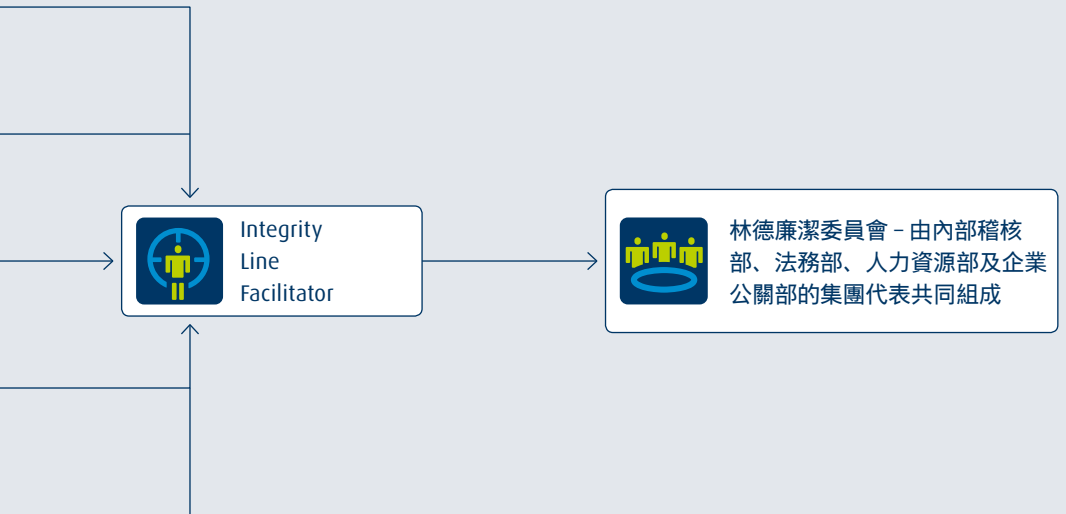 Integrity
Line
Facilitator
林德廉潔委員會 – 由內部稽核
部、法務部、人力資源部及企業
公關部的集團代表共同組成